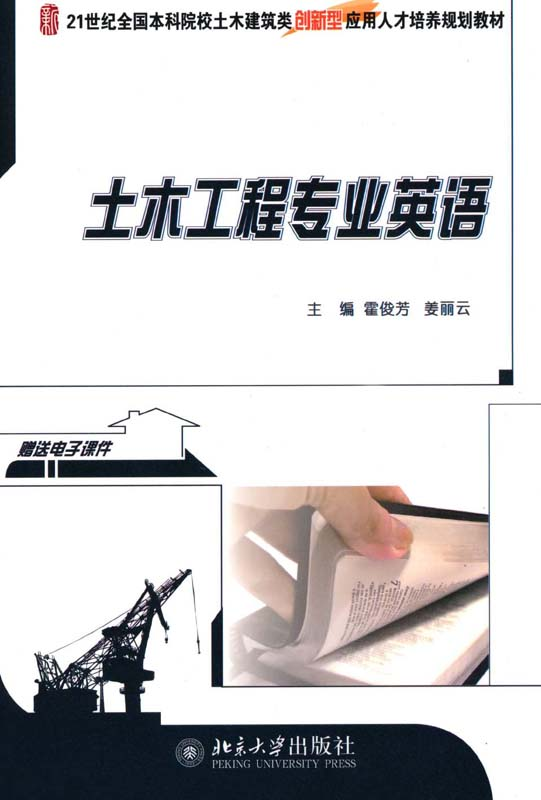 新 21世纪全国本科院校土木建筑类创新型应用人才培养规划教材
土木工程专业英语
主 编 霍俊芳 姜丽云
赠送电子课件
北京大学出版社
PEKING UNIVERSITY PRESS